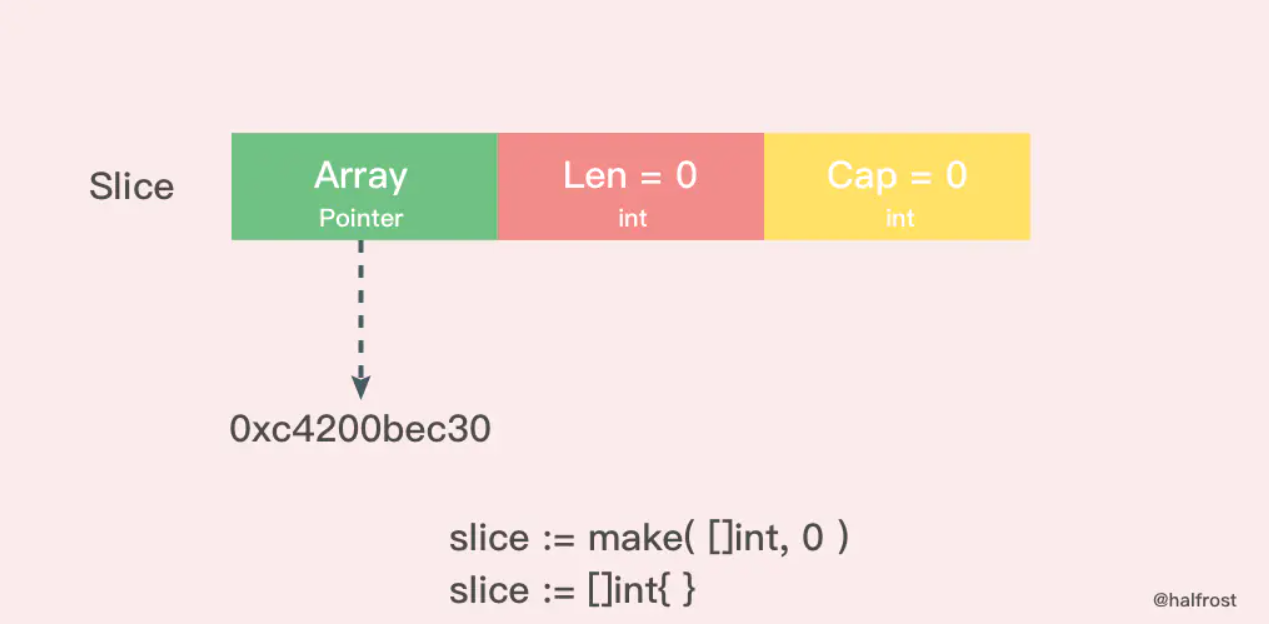 Slice
Array
Pointer
Len = 0
int
Cap = 0
int
0xc4200bec30
slice := make( []int, 0 )
slice := []int{ }
@halfrost